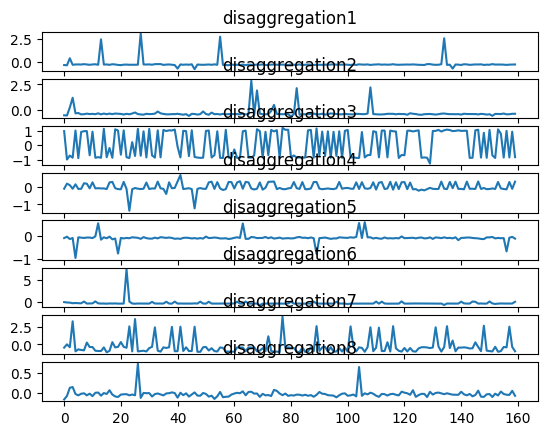 disaggregation1
2.5
0.0
disaggregation2
2.5
0.0
disaggregation3
1
0
−1
disaggregation4
0
−1
disaggregation5
0
−1
disaggregation6
5
0
disaggregation7
2.5
0.0
disaggregation8
0.5
0.0
0 20 40 60 80 100 120 140 160